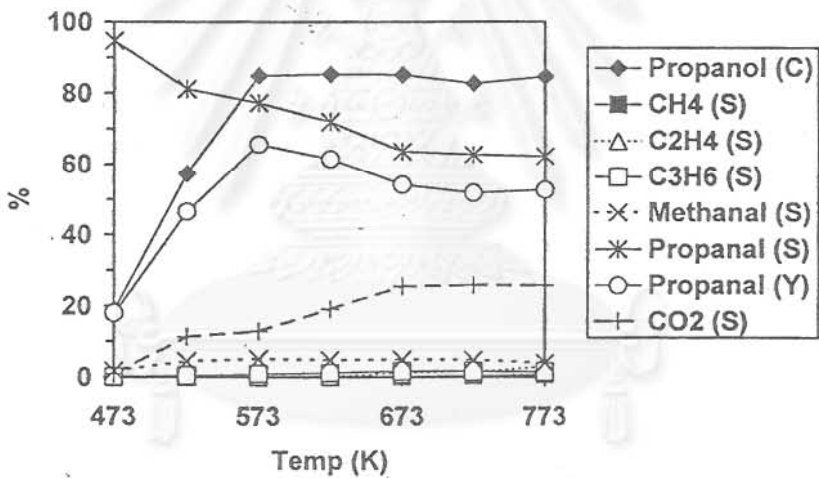 100
80
60
40
20
0
%
473 573 673 773
Temp (K)
Propanol (C)
CH4 (S)
C2H4 (S)
C3H6 (S)
Methanal (S)
Propanal (S)
Propanal (Y)
CO2 (S)